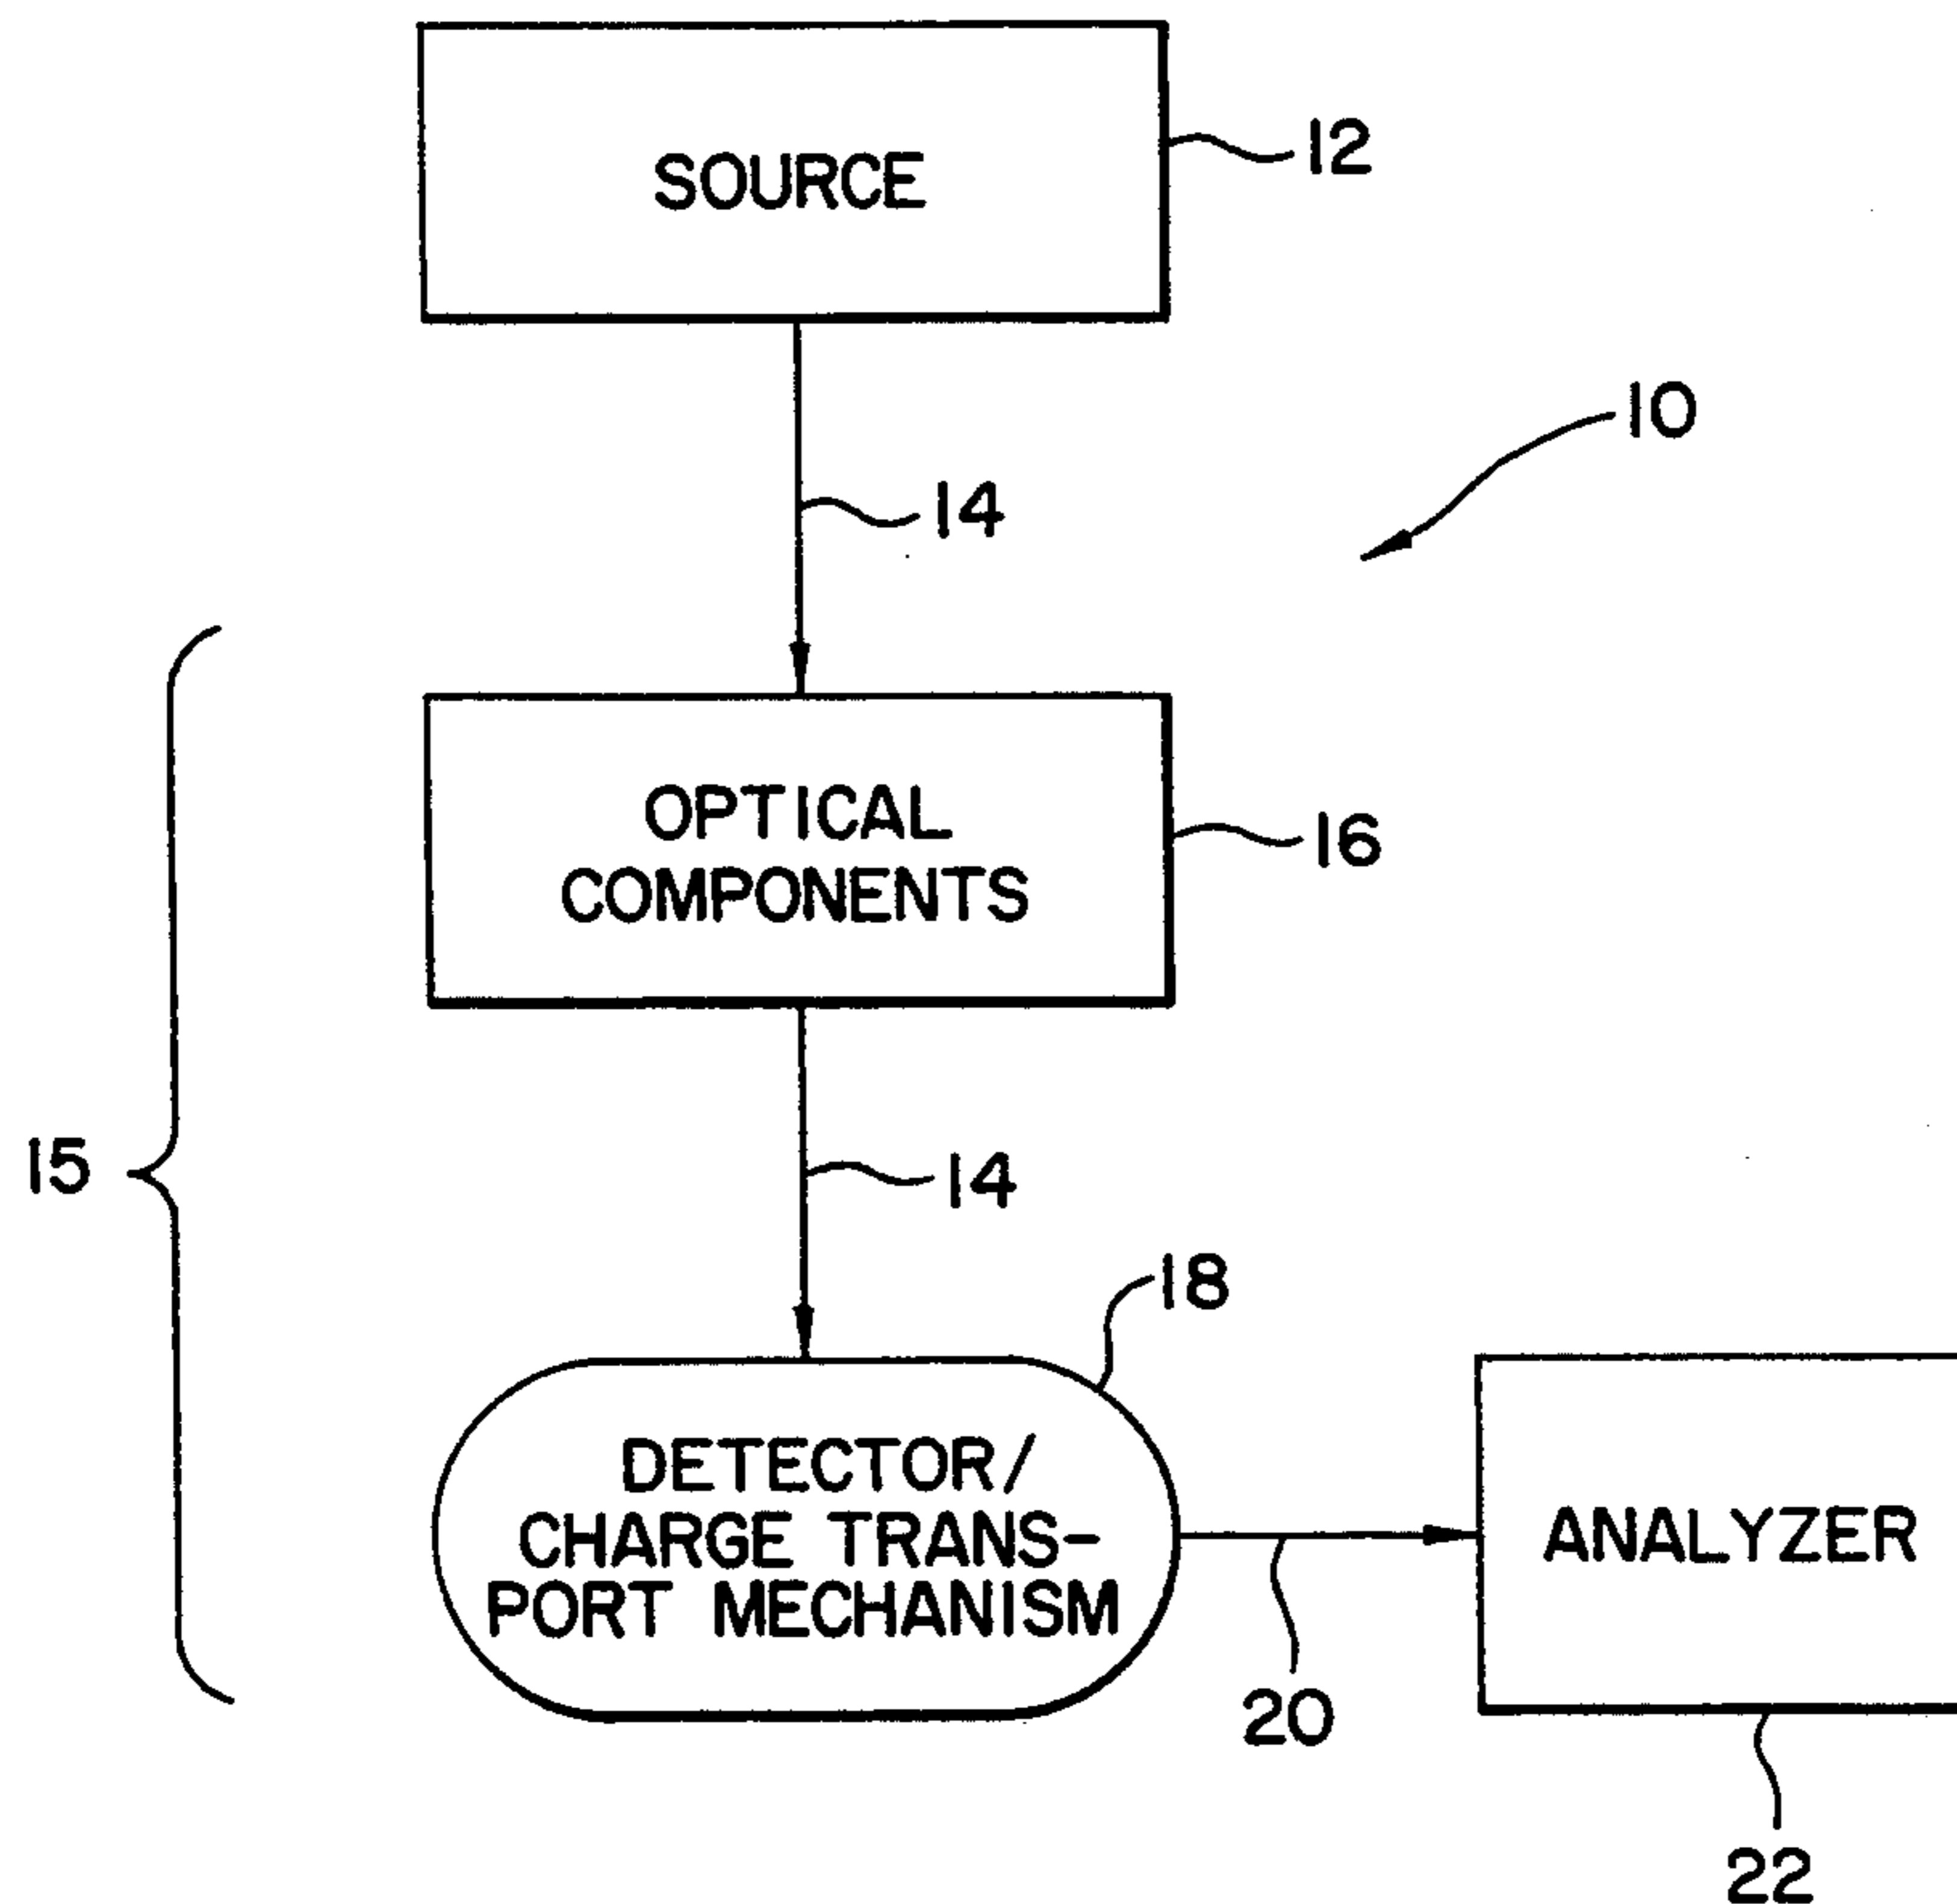 SOURCE
12
10
14
OPTICAL
COMPONENTS
16
15
14
18
DETECTOR/
CHARGE TRANS-
PORT MECHANISM
ANALYZER
20
22